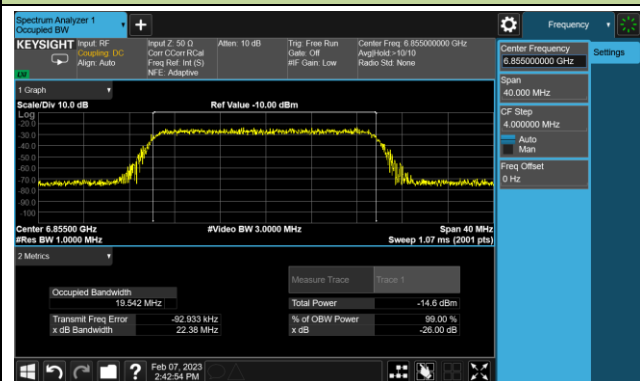 Spectrum Analyzer 1
Occupied BW
+
Frequency
KEYSIGHT
Input: RF
Coupling: DC
Align: Auto
Input Z: 50 Ω
Corr CCorr RCal
Freq Ref: Int (S)
NFE: Adaptive
Atten: 10 dB
Trig: Free Run
Gate: Off
#IF Gain: Low
Center Freq: 6.855000000 GHz
Avg|Hold:>10/10
Radio Std: None
Center Frequency
6.855000000 GHz
Settings
Span
40.000 MHz
CF Step
4.000000 MHz
Auto
Man
Freq Offset
0 Hz
1 Graph
Scale/Div 10.0 dB
Ref Value -10.00 dBm
Log
-20.0
-30.0
-40.0
-50.0
-60.0
-70.0
-80.0
-90.0
-100
Center 6.85500 GHz
#Video BW 3.0000 MHz
Span 40 MHz
#Res BW 1.0000 MHz
Sweep 1.07 ms (2001 pts)
2 Metrics
Measure Trace
Trace 1
Occupied Bandwidth
19.542 MHz
Total Power
-14.6 dBm
Transmit Freq Error
-92.933 kHz
% of OBW Power
99.00 %
x dB Bandwidth
22.38 MHz
x dB
-26.00 dB
?
Feb 07, 2023
2:42:54 PM